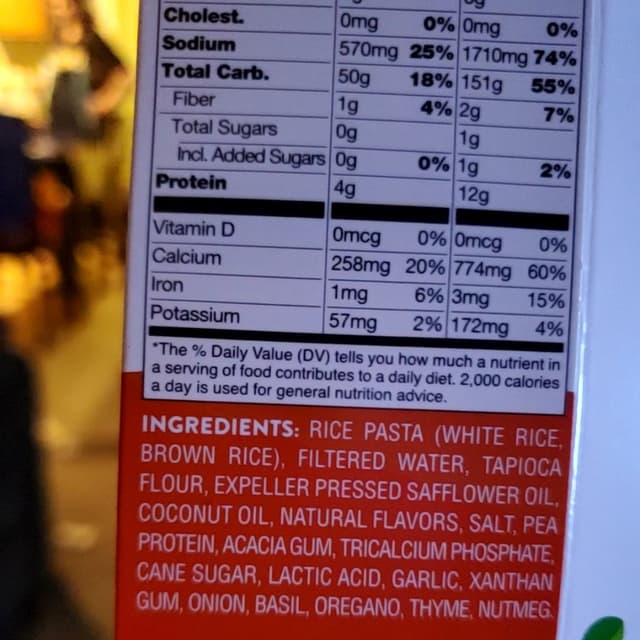 Cholest. 0mg 0% 0mg 0%
Sodium 570mg 25% 1710mg 74%
Total Carb. 50g 18% 151g 55%
Fiber 1g 4% 2g 7%
Total Sugars 0g 1g
Incl. Added Sugars 0g 0% 1g 2%
Protein 4g 12g
Vitamin D 0mcg 0% 0mcg 0%
Calcium 258mg 20% 774mg 60%
Iron 1mg 6% 3mg 15%
Potassium 57mg 2% 172mg 4%
*The % Daily Value (DV) tells you how much a nutrient in
a serving of food contributes to a daily diet. 2,000 calories
a day is used for general nutrition advice.
INGREDIENTS: RICE PASTA (WHITE RICE,
BROWN RICE), FILTERED WATER, TAPIOCA
FLOUR, EXPELLER PRESSED SAFFLOWER OIL,
COCONUT OIL, NATURAL FLAVORS, SALT, PEA
PROTEIN, ACACIA GUM, TRICALCIUM PHOSPHATE,
CANE SUGAR, LACTIC ACID, GARLIC, XANTHAN
GUM, ONION, BASIL, OREGANO, THYME, NUTMEG.